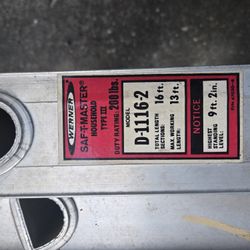 WERNER
SAF-T-MASTER
HOUSEHOLD
TYPE III
DUTY RATING: 200 lbs.
MODEL
D-1116-2
TOTAL LENGTH SECTIONS: 16 ft.
MAX. WORKING LENGTH: 13 ft.
NOTICE
HIGHEST STANDING LEVEL: 9 ft. 2 in.